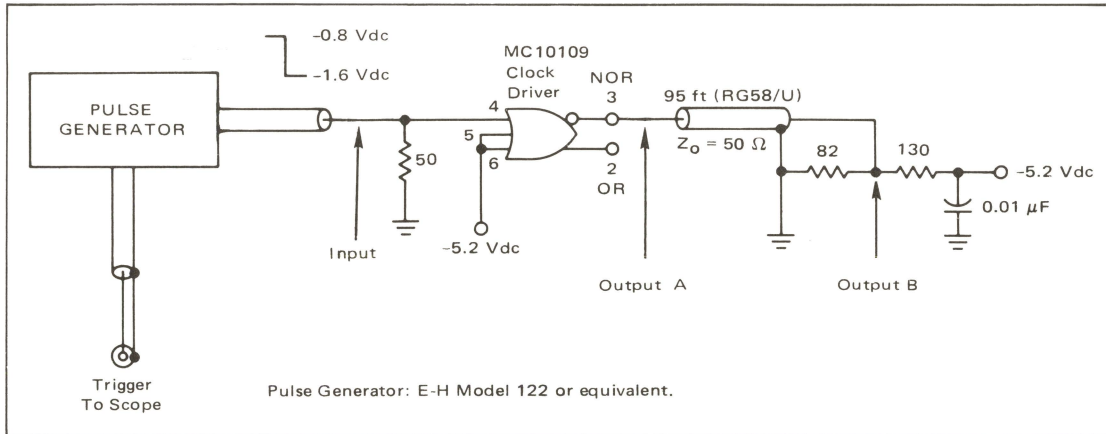 -0.8 Vdc
-1.6 Vdc
PULSE
GENERATOR
MC10109
Clock
Driver
NOR
3
4
5
6
2
OR
95 ft (RG58/U)
Zo = 50 Ω
50
82
130
-5.2 Vdc
0.01 μF
-5.2 Vdc
Input
Output A
Output B
Trigger
To Scope
Pulse Generator: E-H Model 122 or equivalent.